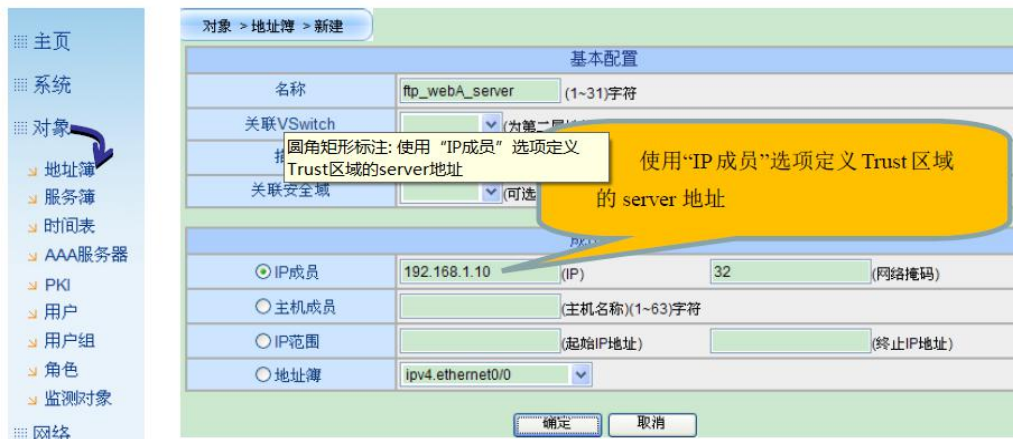 主页
系统
对象
地址簿
服务簿
时间表
AAA服务器
PKI
用户
用户组
角色
监测对象
网络
对象 >地址簿 >新建
基本配置
名称 ftp_webA_server (1~31)字符
关联VSwitch (为第二层
圆角矩形标注: 使用“IP成员”选项定义
Trust区域的server地址
关联安全域 (可选
使用“IP 成员”选项定义 Trust 区域
的 server 地址
IP成员 192.168.1.10 (IP) 32 (网络掩码)
主机成员 (主机名称)(1~63)字符
IP范围 (起始IP地址) (终止IP地址)
地址簿 ipv4.ethernet0/0
确定 取消